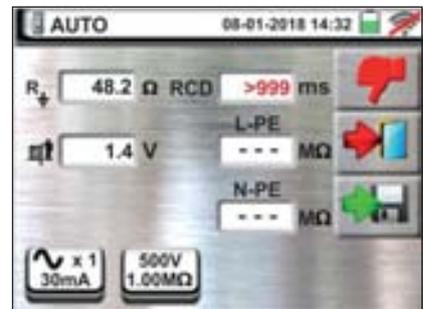 AUTO 08-01-2018 14:32
R 48.2 Ω RCD >999 ms
L-PE
1.4 V - - - MΩ
N-PE
- - - MΩ
x 1 500V
30mA 1.00MΩ